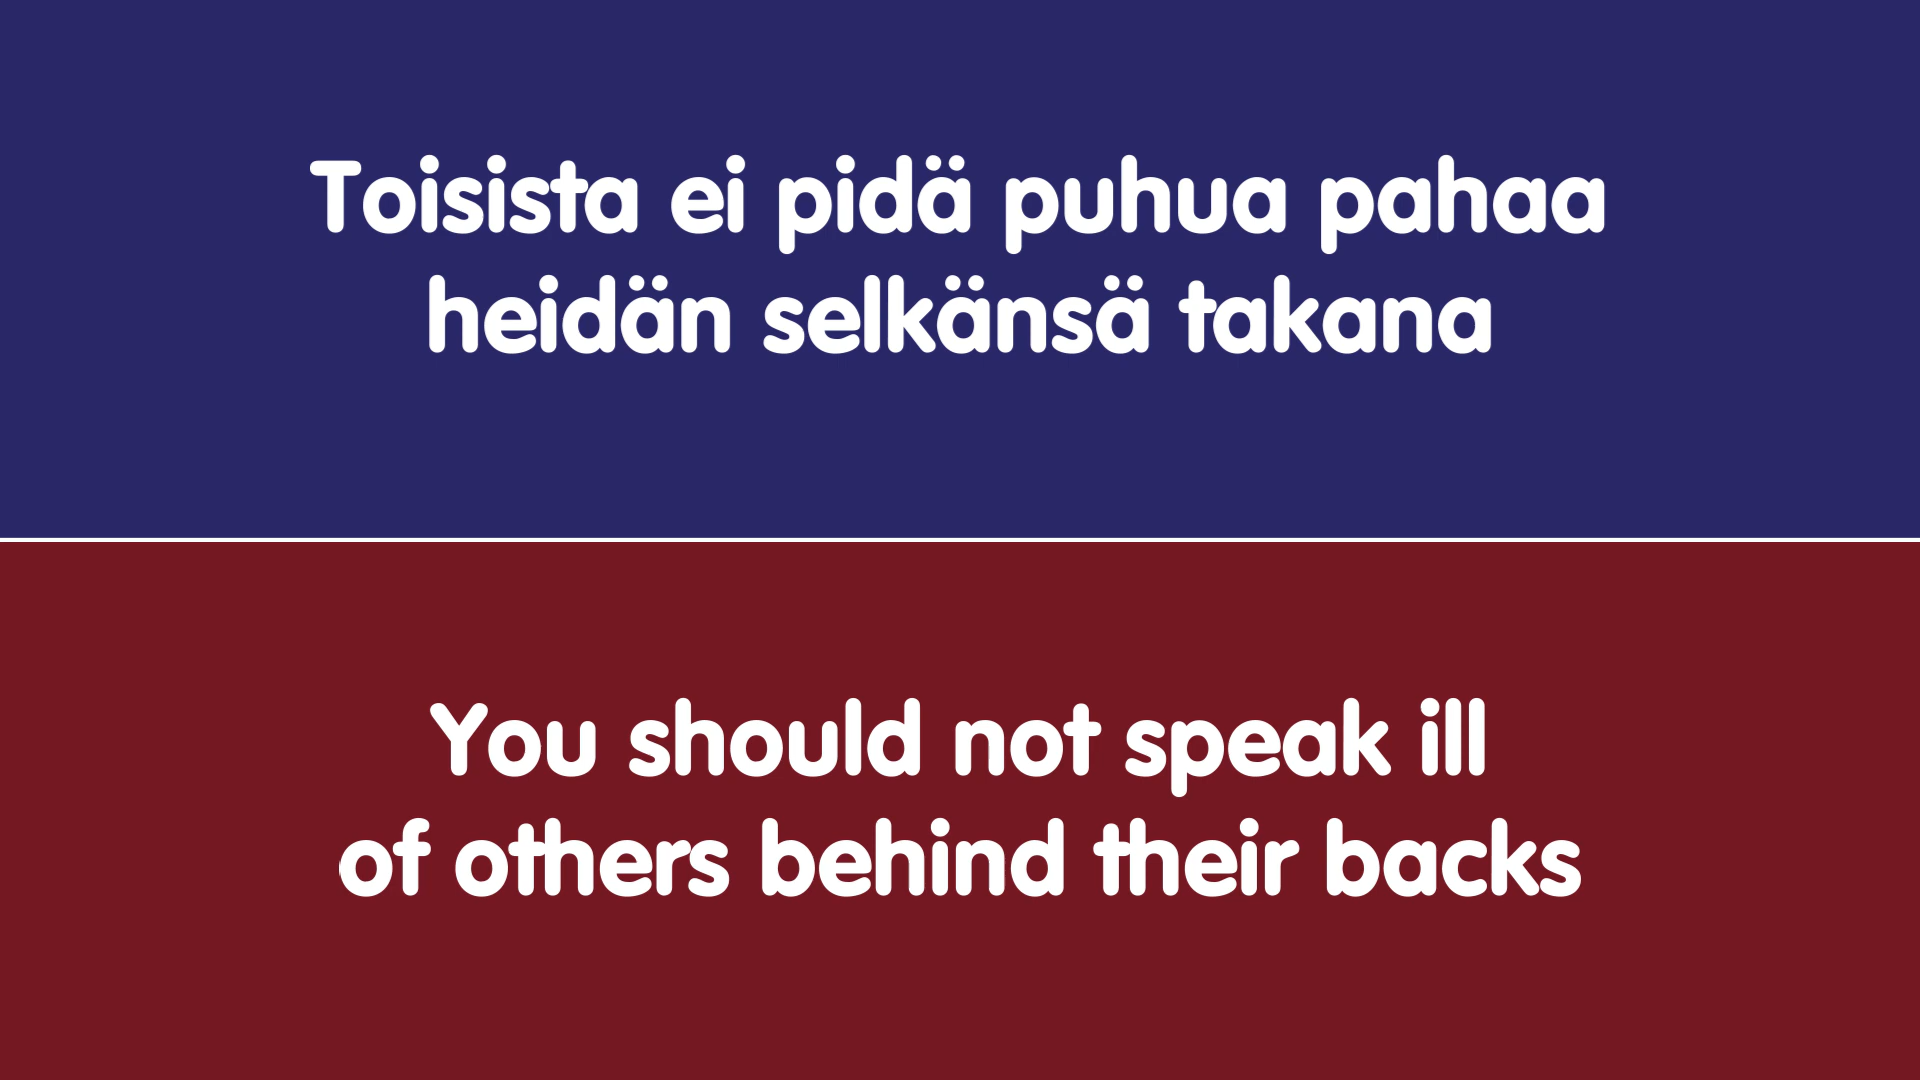 Toisista ei pidä puhua pahaa
heidän selkänsä takana
You should not speak ill
of others behind their backs